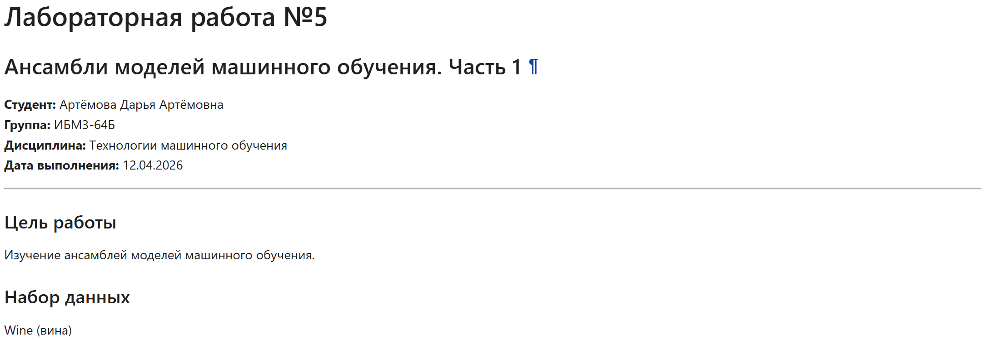 Лабораторная работа №5
Ансамбли моделей машинного обучения. Часть 1 ¶
Студент: Артёмова Дарья Артёмовна
Группа: ИБМ3-64Б
Дисциплина: Технологии машинного обучения
Дата выполнения: 12.04.2026
Цель работы
Изучение ансамблей моделей машинного обучения.
Набор данных
Wine (вина)